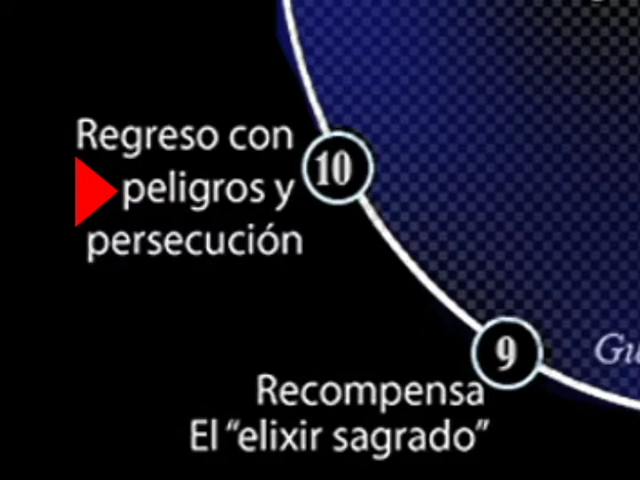 Regreso con
peligros y
persecución
10
9
Recompensa
El “elixir sagrado”